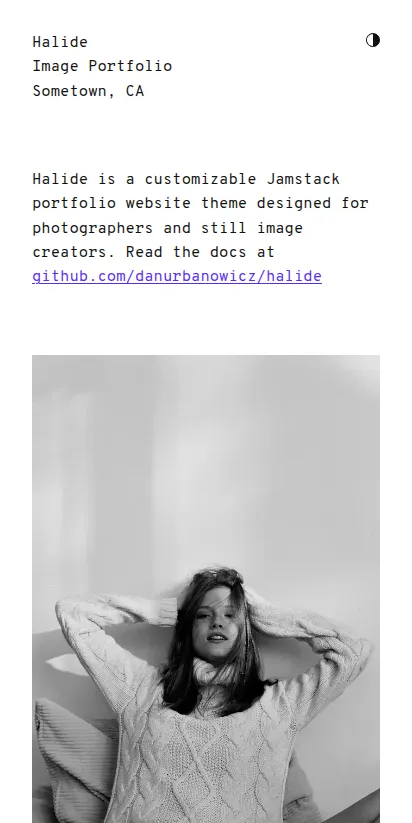 Halide
Image Portfolio
Sometown, CA
Halide is a customizable Jamstack
portfolio website theme designed for
photographers and still image
creators. Read the docs at
github.com/danurbanowicz/halide